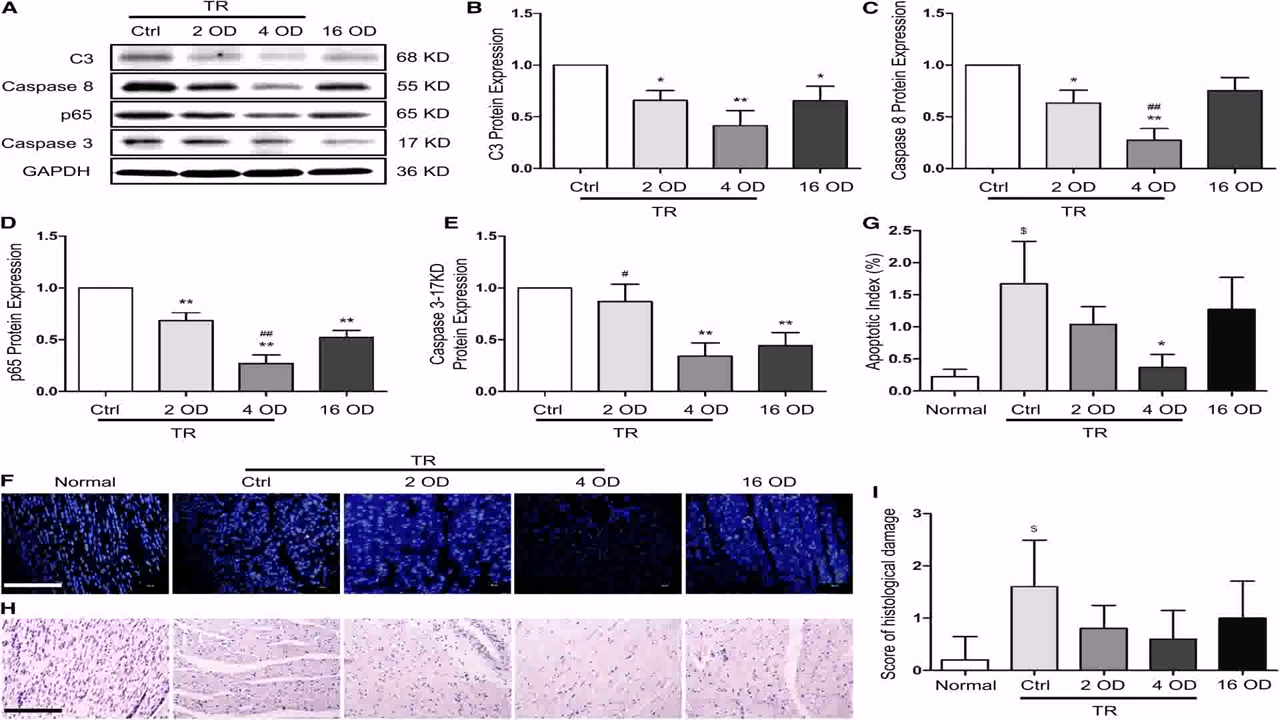 A
TR
Ctrl 2 OD 4 OD 16 OD
C3 68 KD
Caspase 8 55 KD
p65 65 KD
Caspase 3 17 KD
GAPDH 36 KD
B
C3 Protein Expression
1.5
1.0
0.5
0.0
*
**
*
Ctrl 2 OD 4 OD 16 OD
TR
C
Caspase 8 Protein Expression
1.5
1.0
0.5
0.0
*
##
**
Ctrl 2 OD 4 OD 16 OD
TR
D
p65 Protein Expression
1.5
1.0
0.5
0.0
**
##
**
**
Ctrl 2 OD 4 OD 16 OD
TR
E
Caspase 3-17KD
Protein Expression
1.5
1.0
0.5
0.0
#
**
**
Ctrl 2 OD 4 OD 16 OD
TR
G
Apoptotic Index (%)
2.5
2.0
1.5
1.0
0.5
0.0
$
*
Normal Ctrl 2 OD 4 OD 16 OD
TR
F
TR
Normal Ctrl 2 OD 4 OD 16 OD
H
I
Score of histological damage
3
2
1
0
$
Normal Ctrl 2 OD 4 OD 16 OD
TR